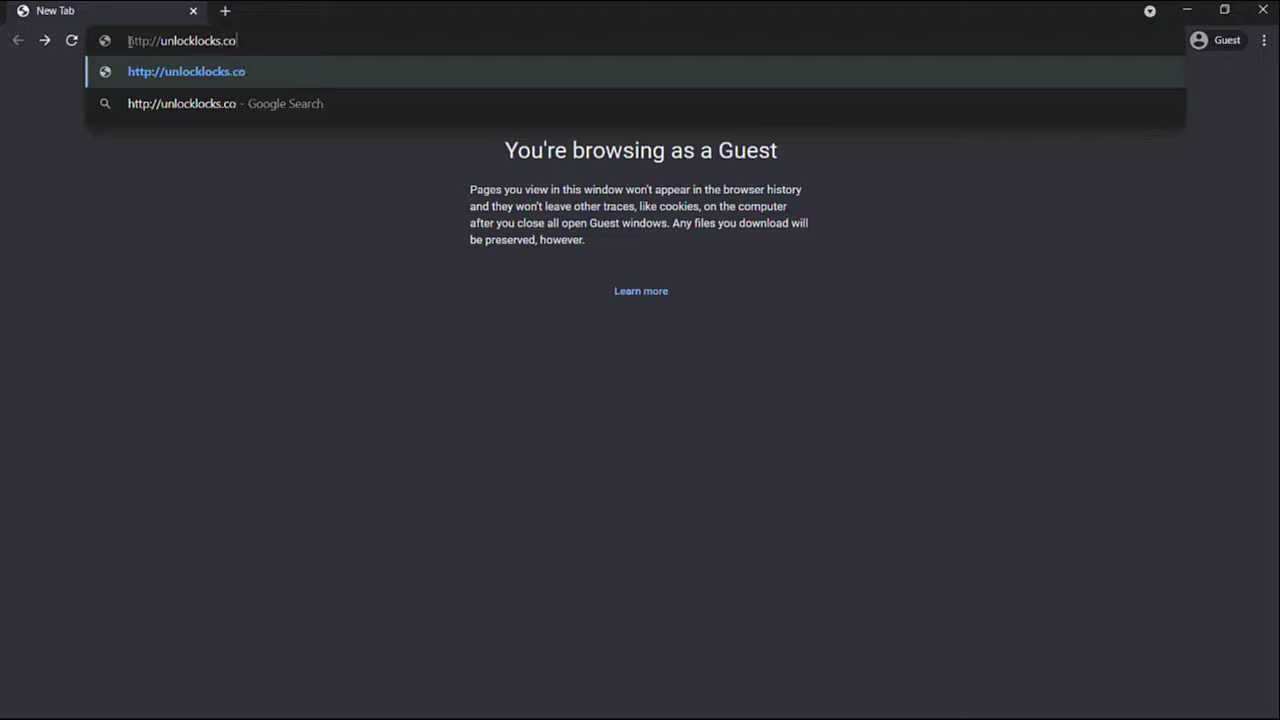 New Tab
http://unlocklocks.co
Guest
http://unlocklocks.co
http://unlocklocks.co - Google Search
You're browsing as a Guest
Pages you view in this window won't appear in the browser history
and they won't leave other traces, like cookies, on the computer
after you close all open Guest windows. Any files you download will
be preserved, however.
Learn more